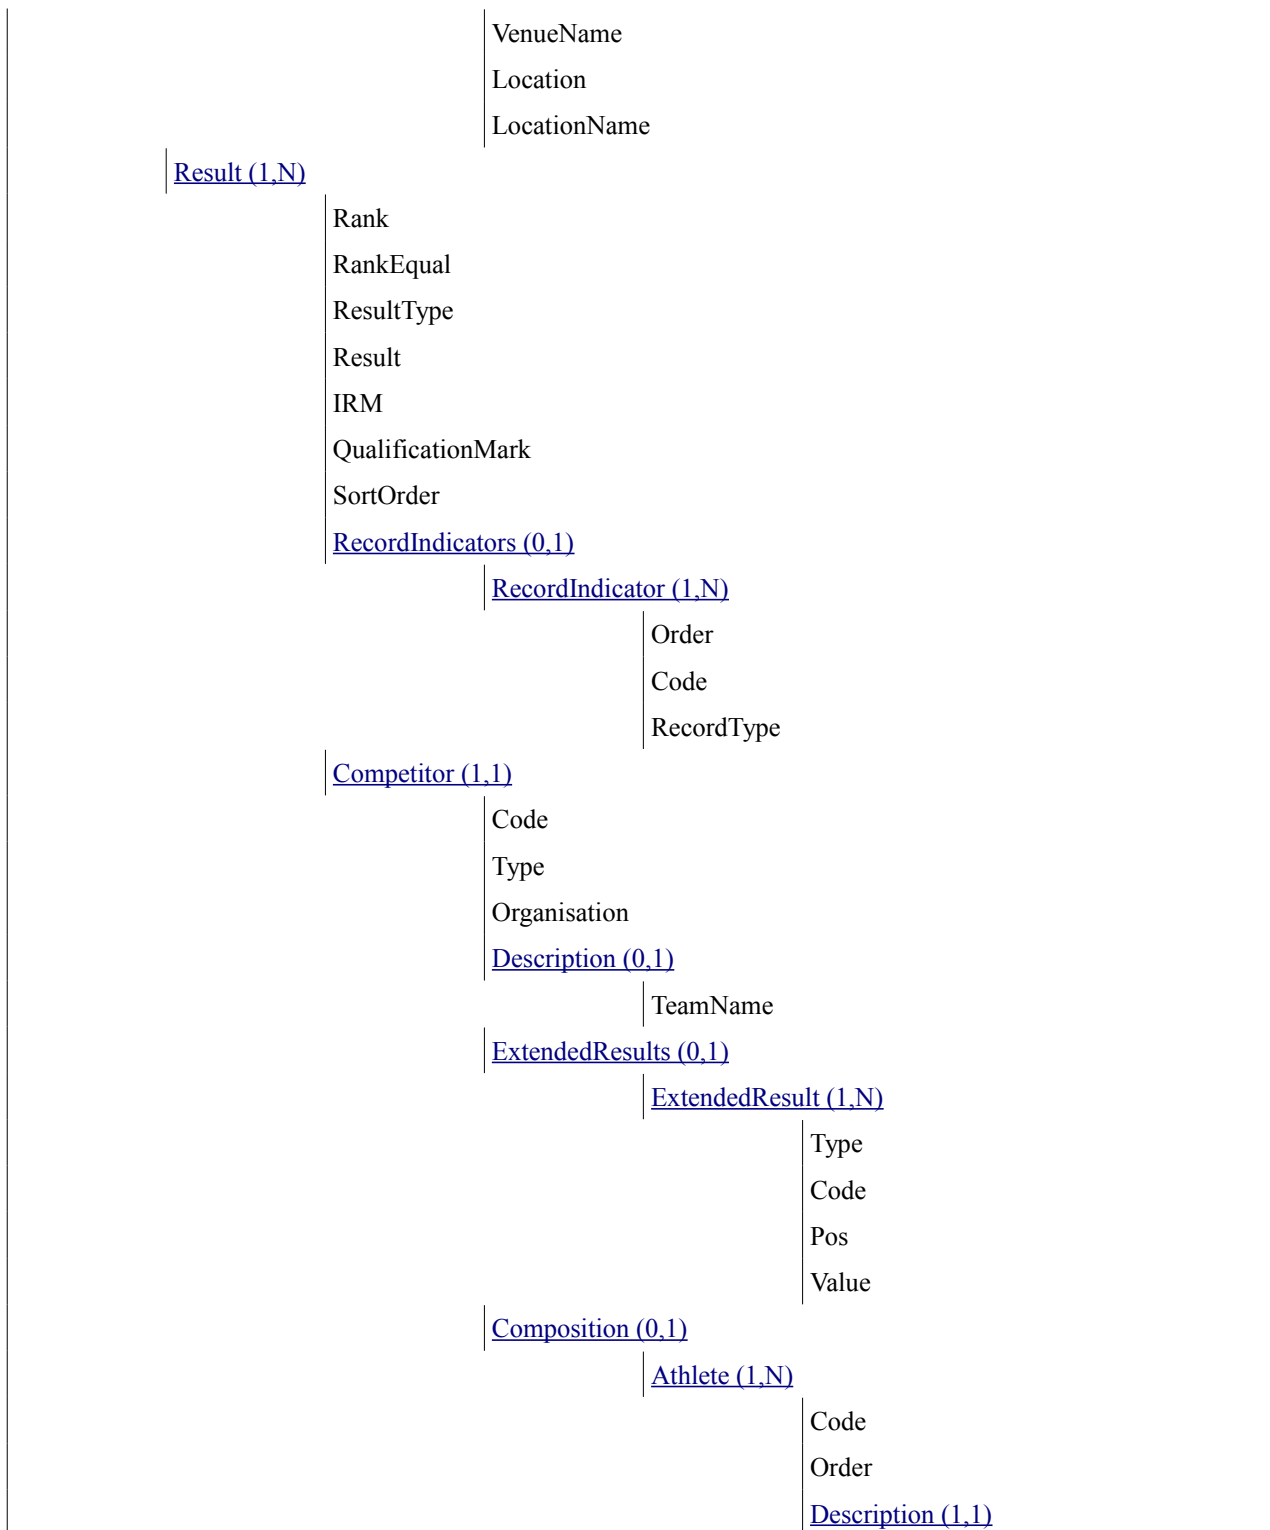 VenueName
Location
LocationName
Result (1,N)
Rank
RankEqual
ResultType
Result
IRM
QualificationMark
SortOrder
RecordIndicators (0,1)
RecordIndicator (1,N)
Order
Code
RecordType
Competitor (1,1)
Code
Type
Organisation
Description (0,1)
TeamName
ExtendedResults (0,1)
ExtendedResult (1,N)
Type
Code
Pos
Value
Composition (0,1)
Athlete (1,N)
Code
Order
Description (1,1)